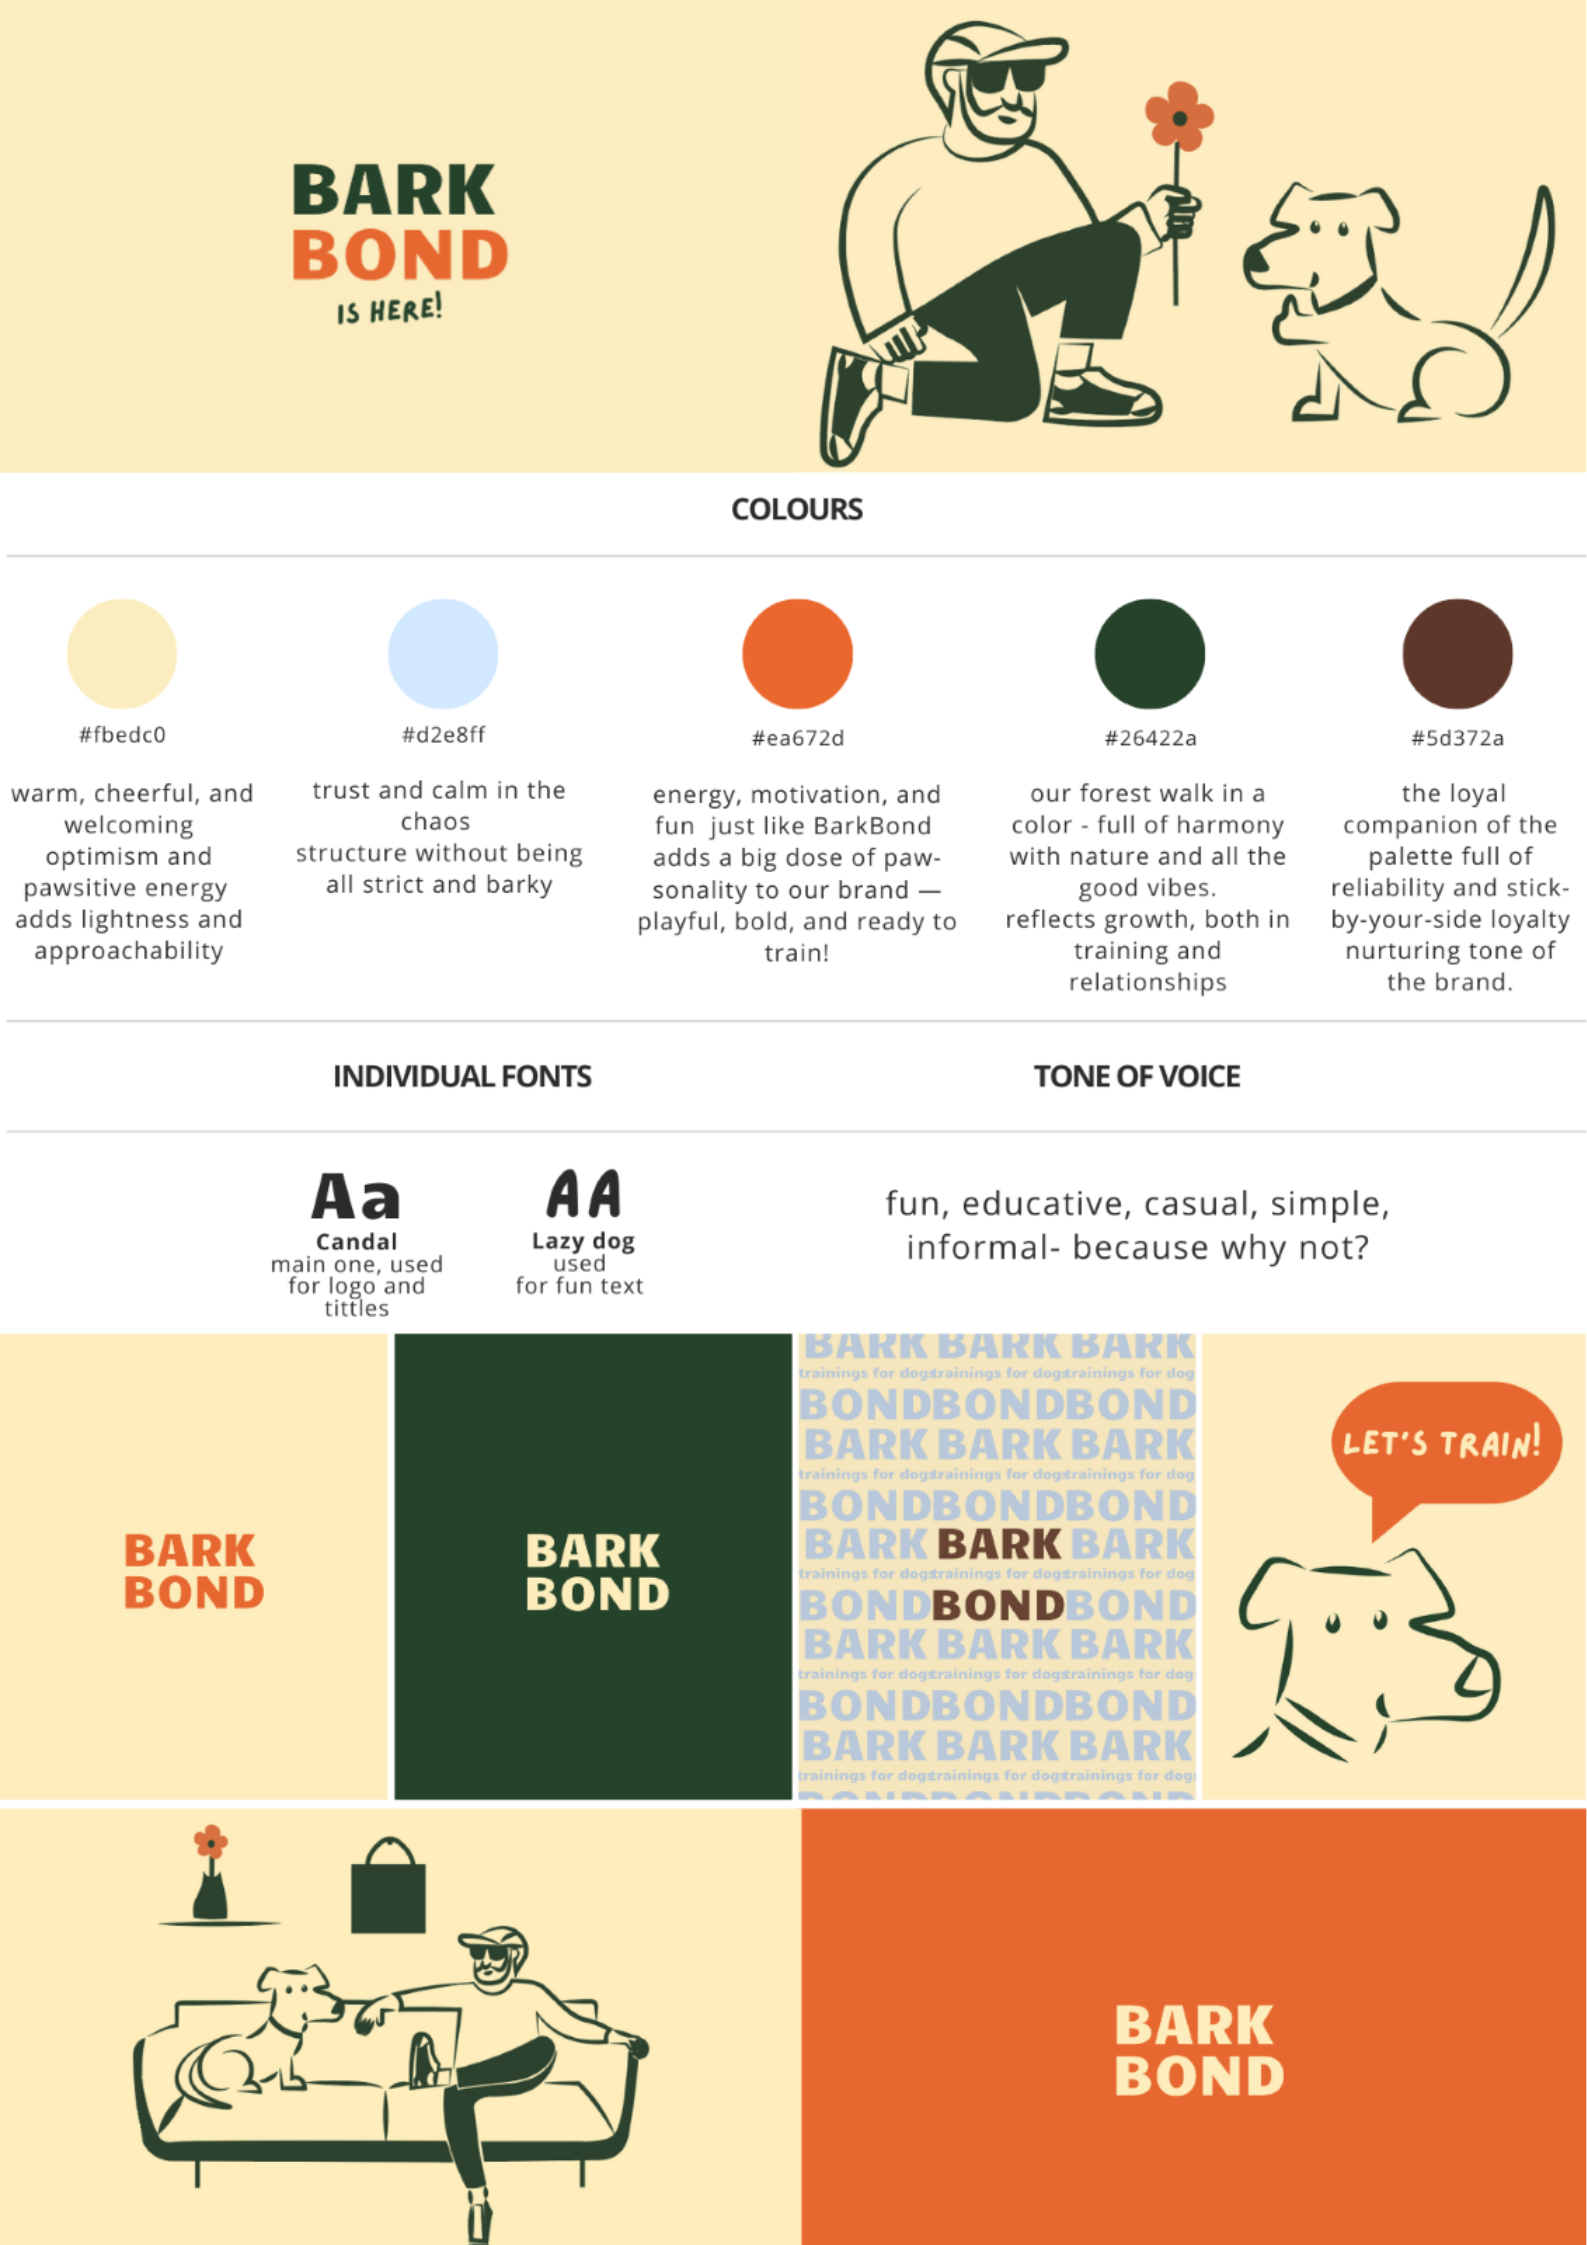 BARK
BOND
IS HERE!
COLOURS
#fbedc0
warm, cheerful, and
welcoming
optimism and
pawsitive energy
adds lightness and
approachability
#d2e8ff
trust and calm in the
chaos
structure without being
all strict and barky
#ea672d
energy, motivation, and
fun  just like BarkBond
adds a big dose of paw-
sonality to our brand —
playful, bold, and ready to
train!
#26422a
our forest walk in a
color - full of harmony
with nature and all the
good vibes.
reflects growth, both in
training and
relationships
#5d372a
the loyal
companion of the
palette full of
reliability and stick-
by-your-side loyalty
nurturing tone of
the brand.
INDIVIDUAL FONTS
Aa
Candal
main one, used
for logo and
tittles
AA
Lazy dog
used
for fun text
TONE OF VOICE
fun, educative, casual, simple,
informal- because why not?
BARK
BOND
BARK
BOND
BARK BARK BARK
trainings for dogstrainings for dogstrainings for dog
BONDBONDBOND
BARK BARK BARK
trainings for dogstrainings for dogstrainings for dog
BONDBONDBOND
BARK BARK BARK
trainings for dogstrainings for dogstrainings for dog
BONDBONDBOND
BARK BARK BARK
trainings for dogstrainings for dogstrainings for dog
BONDBONDBOND
BARK BARK BARK
trainings for dogstrainings for dogstrainings for dog
BONDBONDBOND
LET'S TRAIN!
BARK
BOND